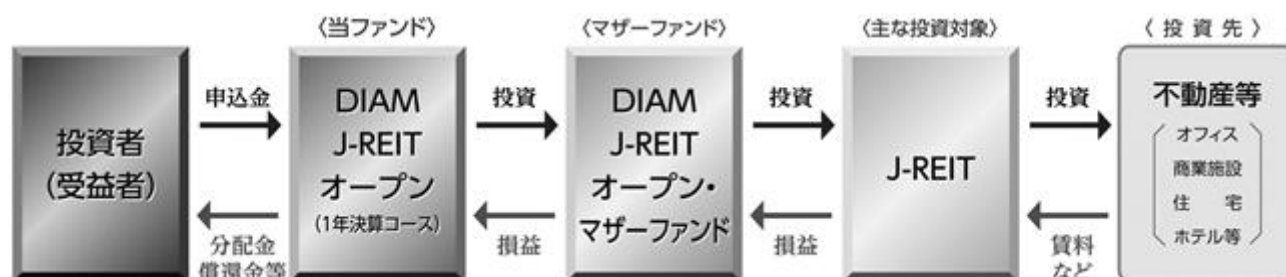 〈当ファンド〉
〈マザーファンド〉
〈主な投資対象〉
〈投資先〉
投資者
(受益者)
申込金
分配金
償還金等
DIAM
J-REIT
オープン
(1年決算コース)
投資
損益
DIAM
J-REIT
オープン・
マザーファンド
投資
損益
J-REIT
投資
賃料
など
不動産等
オフィス
商業施設
住 宅
ホテル等